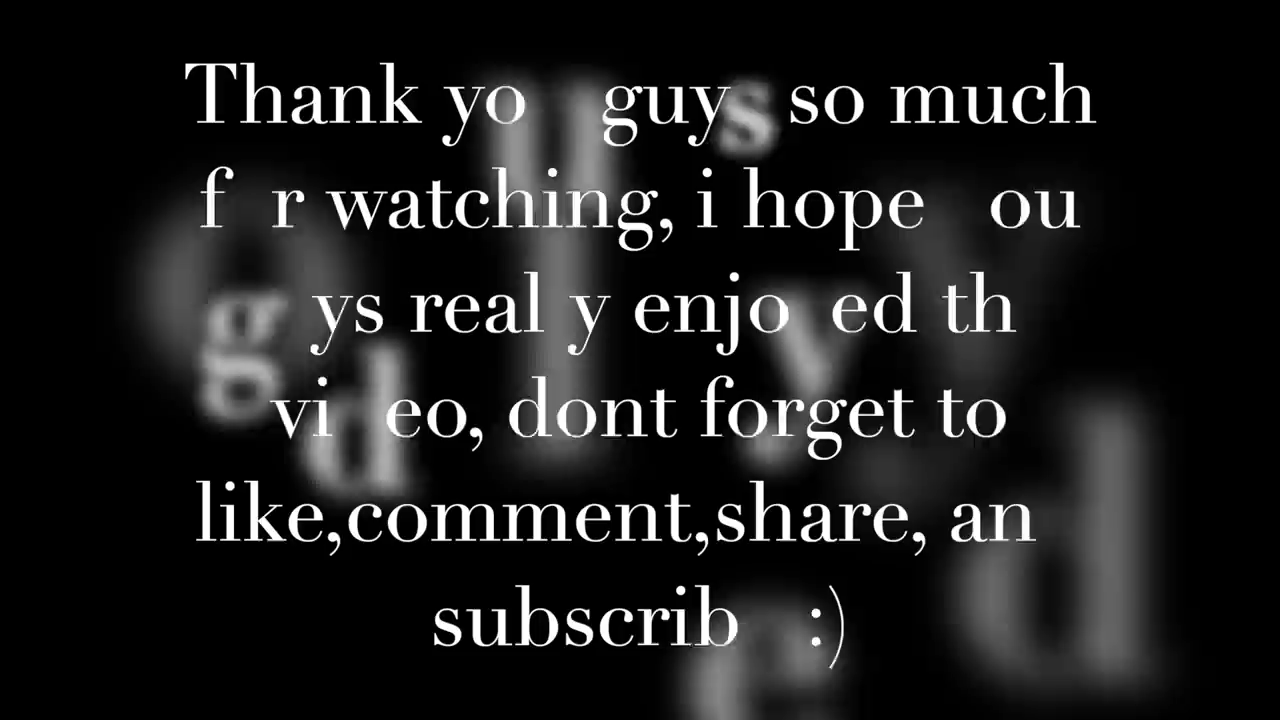 Thank yo guys so much
f r watching, i hope ou
g ys real y enjo ed th
vi eo, dont forget to
like,comment,share, an
subscrib :)